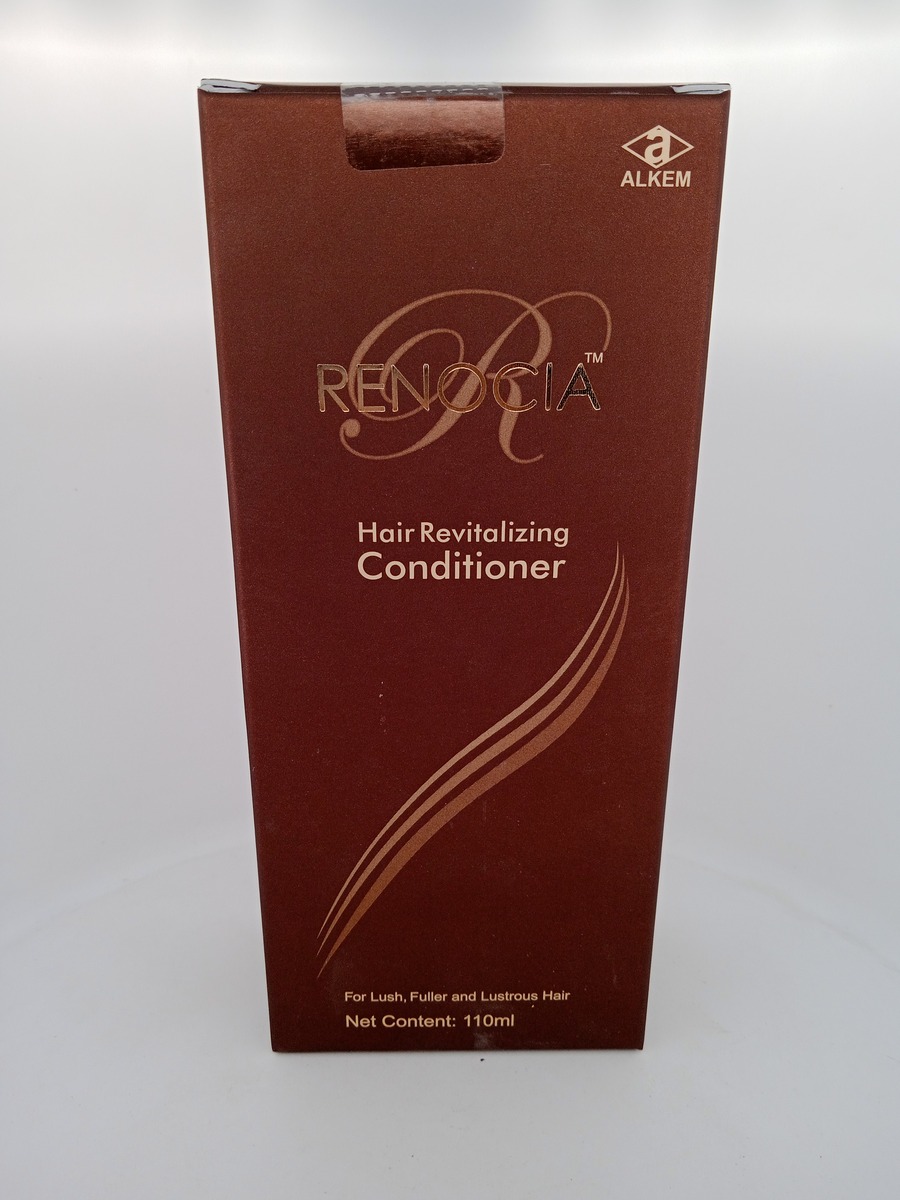 a
ALKEM
R
RENOCIA™
Hair Revitalizing
Conditioner
For Lush, Fuller and Lustrous Hair
Net Content: 110ml